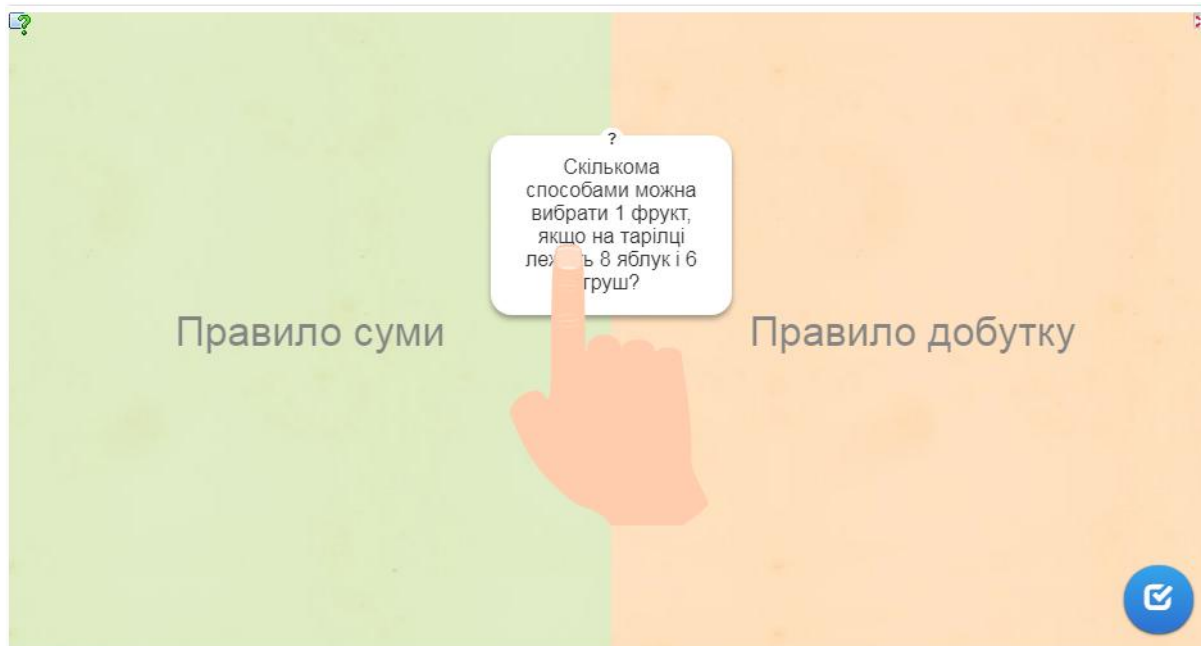 ?
Скількома
способами можна
вибрати 1 фрукт,
якщо на тарілці
8 яблук і 6
груш?
Правило суми
Правило добутку